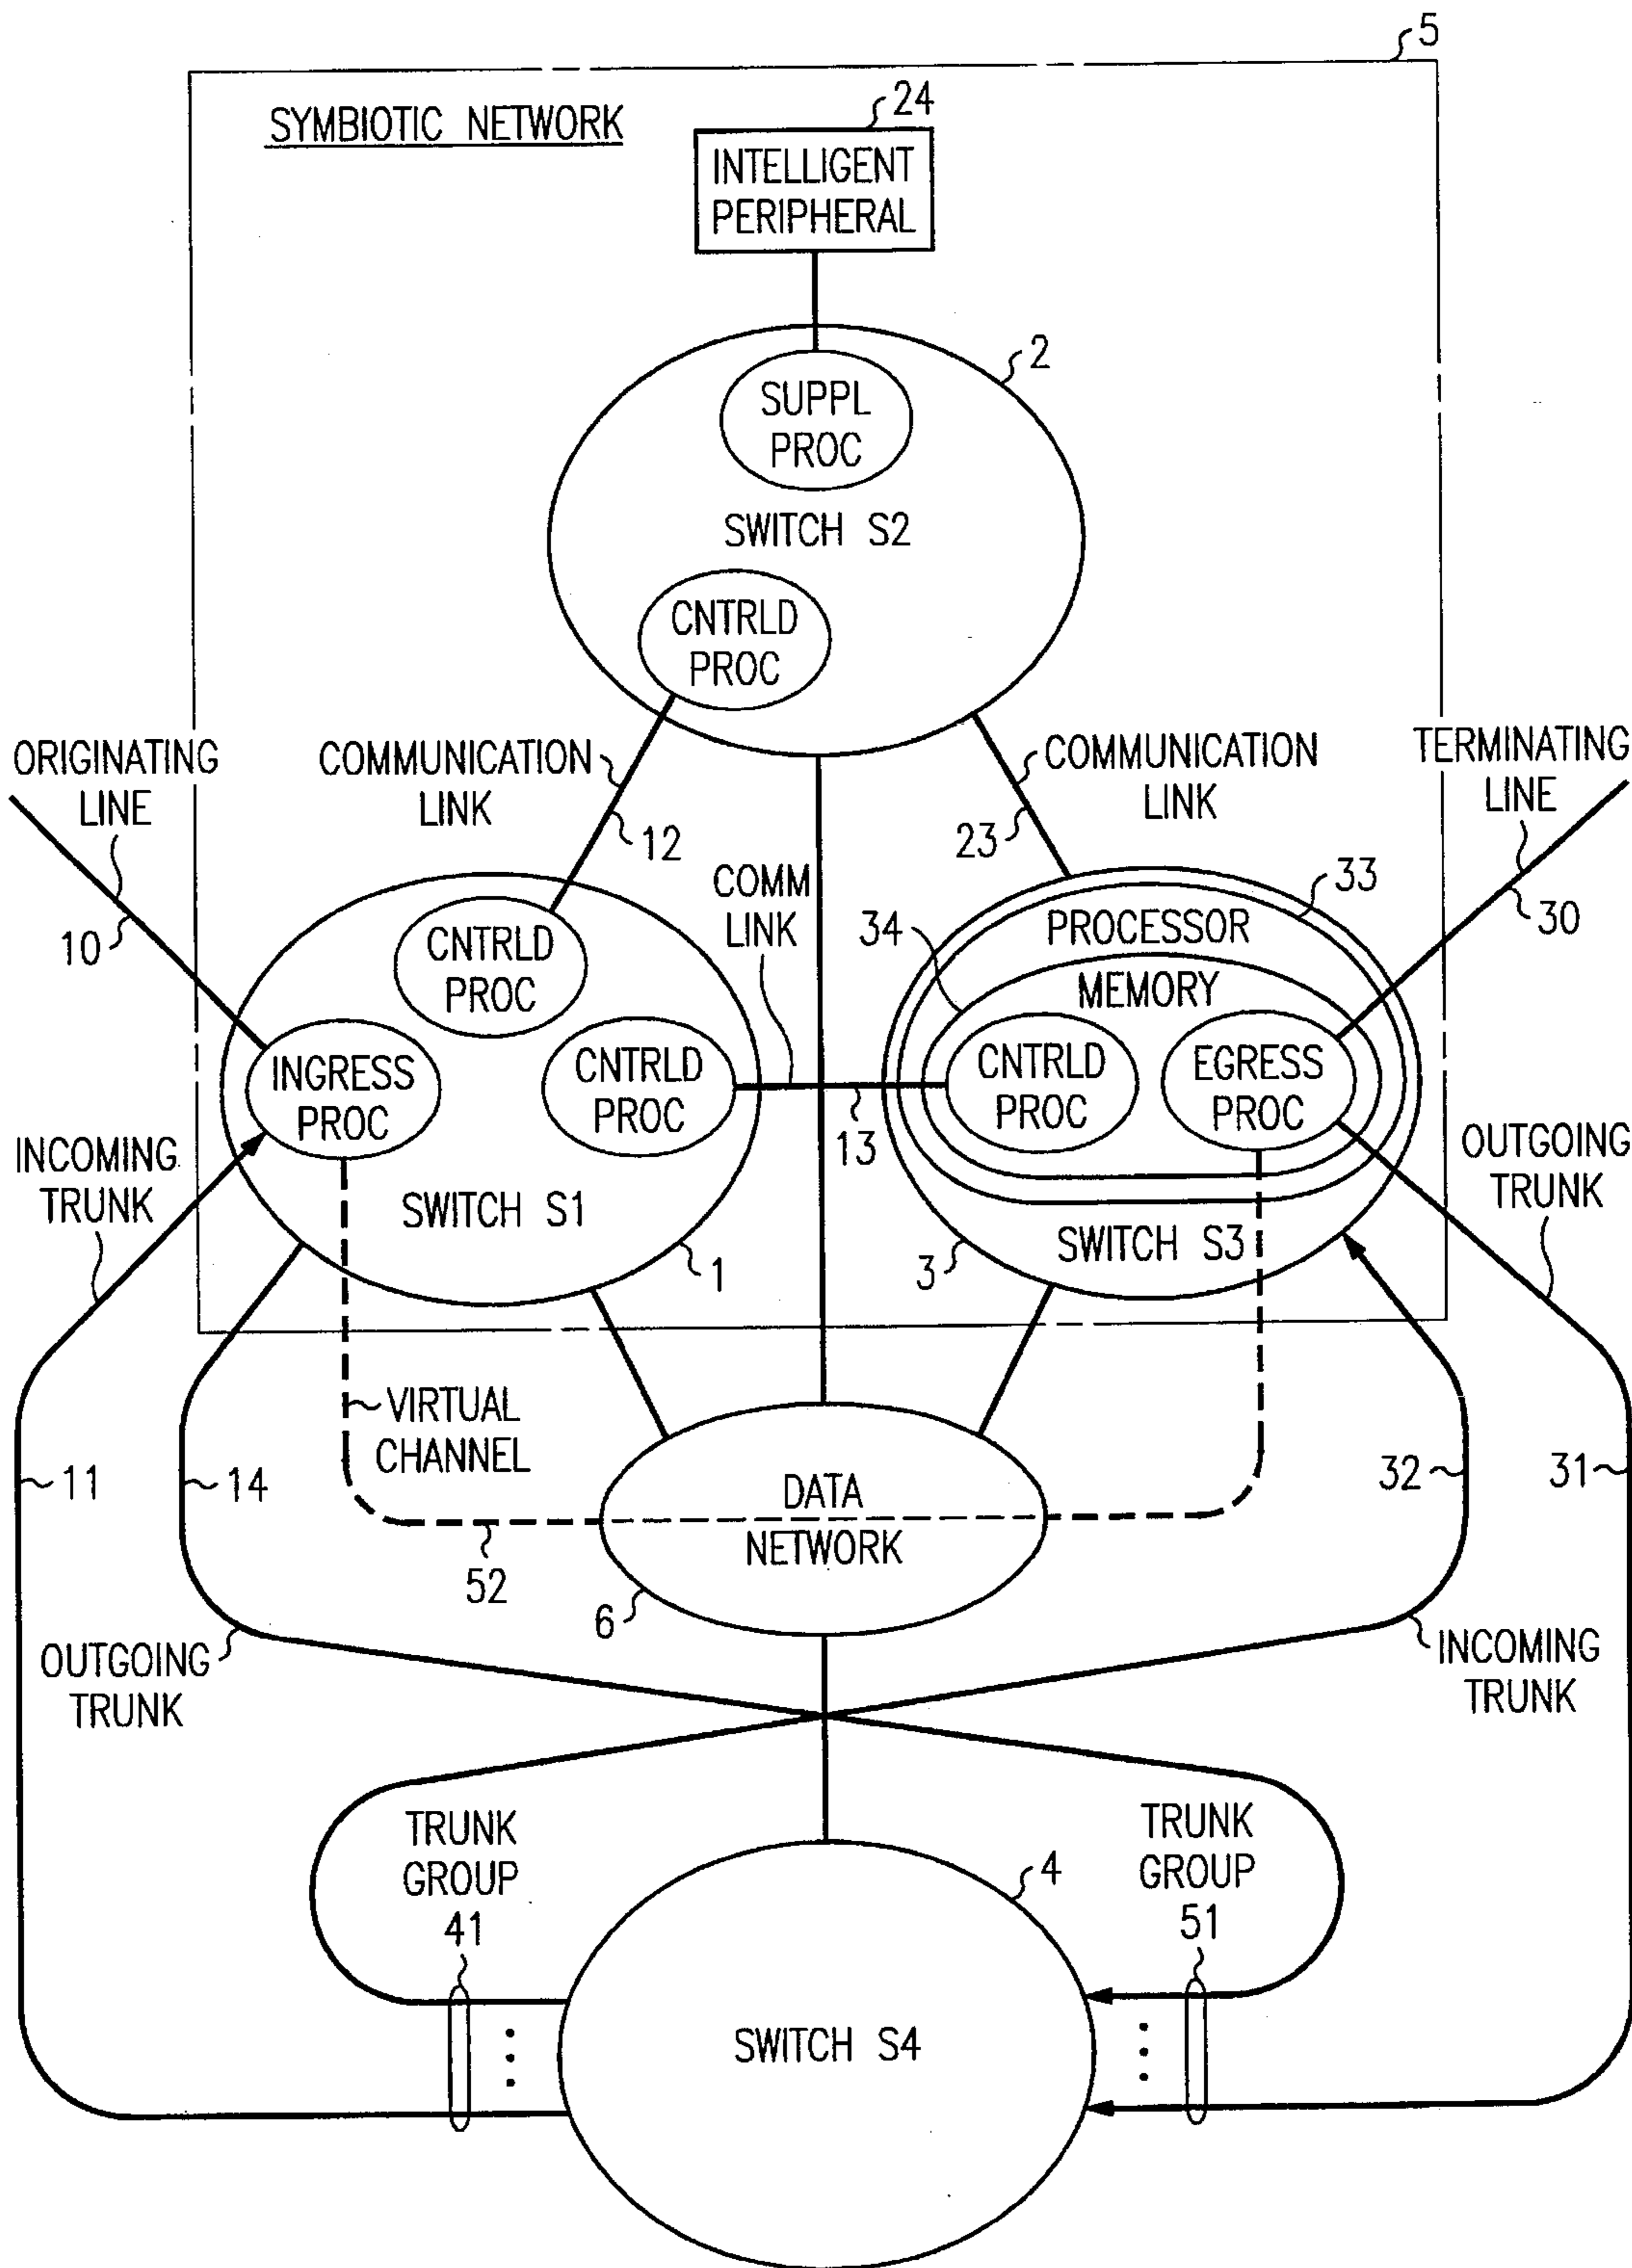 5
SYMBIOTIC NETWORK
24
INTELLIGENT
PERIPHERAL
2
SUPPL
PROC
SWITCH S2
CNTRLD
PROC
ORIGINATING
LINE
COMMUNICATION
LINK
COMMUNICATION
LINK
TERMINATING
LINE
12
23
10
COMM
LINK
33
30
34
PROCESSOR
MEMORY
CNTRLD
PROC
INGRESS
PROC
CNTRLD
PROC
CNTRLD
PROC
EGRESS
PROC
13
INCOMING
TRUNK
OUTGOING
TRUNK
SWITCH S1
SWITCH S3
1
3
VIRTUAL
CHANNEL
11
14
32
31
DATA
NETWORK
52
6
OUTGOING
TRUNK
INCOMING
TRUNK
TRUNK
GROUP
41
TRUNK
GROUP
51
4
SWITCH S4